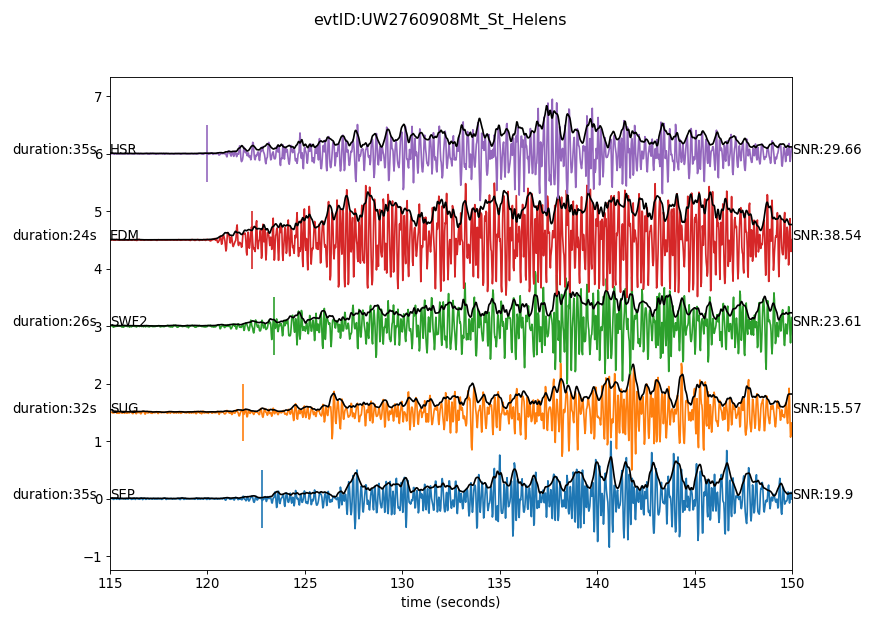 evtID:UW2760908Mt_St_Helens
7
duration:35s HSR SNR:29.66
6
5
duration:24s EDM SNR:38.54
4
duration:26s SWF2 SNR:23.61
3
2
duration:32s SUG SNR:15.57
1
duration:35s SEP SNR:19.9
0
−1
115 120 125 130 135 140 145 150
time (seconds)